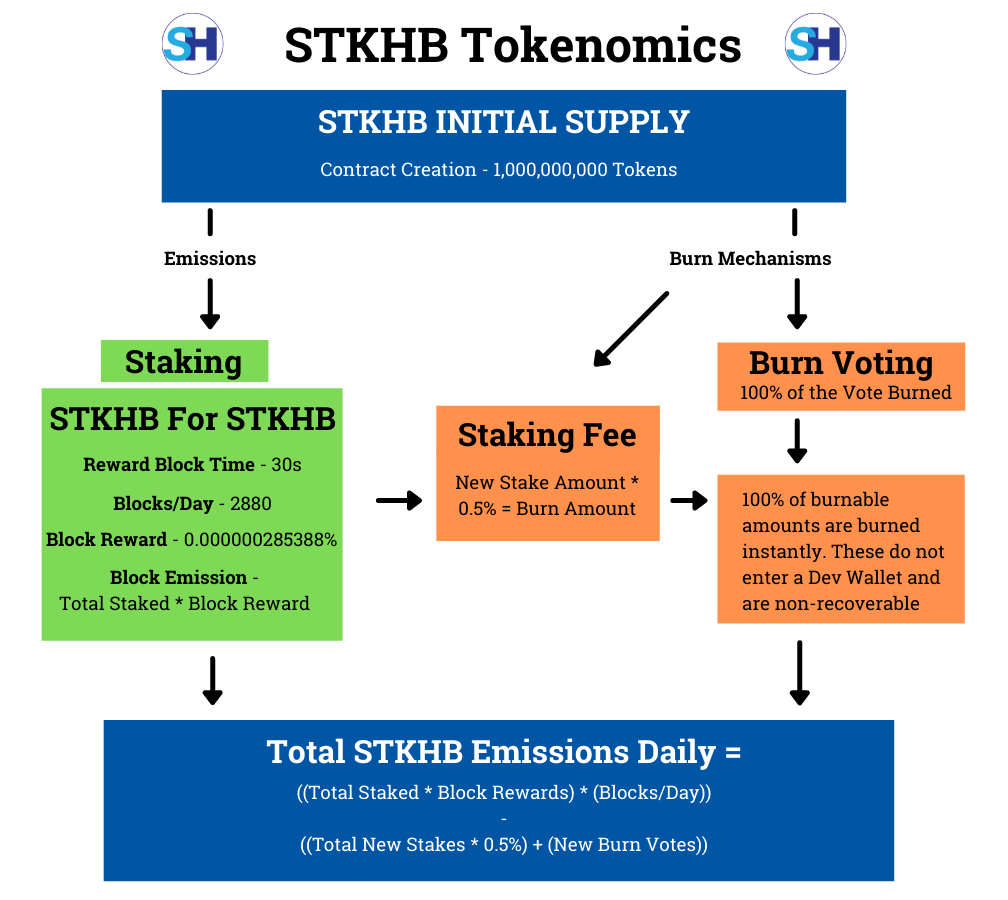 SH
STKHB Tokenomics
SH
STKHB INITIAL SUPPLY
Contract Creation - 1,000,000,000 Tokens
Emissions
Burn Mechanisms
Staking
STKHB For STKHB
Reward Block Time - 30s
Blocks/Day - 2880
Block Reward - 0.000000285388%
Block Emission -
Total Staked * Block Reward
Staking Fee
New Stake Amount *
0.5% = Burn Amount
Burn Voting
100% of the Vote Burned
100% of burnable
amounts are burned
instantly. These do not
enter a Dev Wallet and
are non-recoverable
Total STKHB Emissions Daily =
((Total Staked * Block Rewards) * (Blocks/Day))
-
((Total New Stakes * 0.5%) + (New Burn Votes))